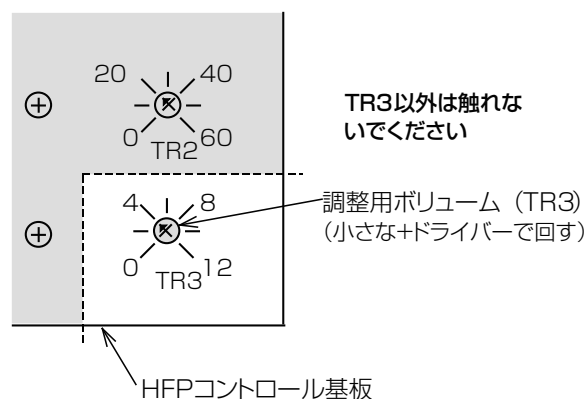 20 40
0 60
TR2
TR3以外は触れな
いでください
4 8
0 12
TR3
調整用ボリューム（TR3）
（小さな+ドライバーで回す）
HFPコントロール基板